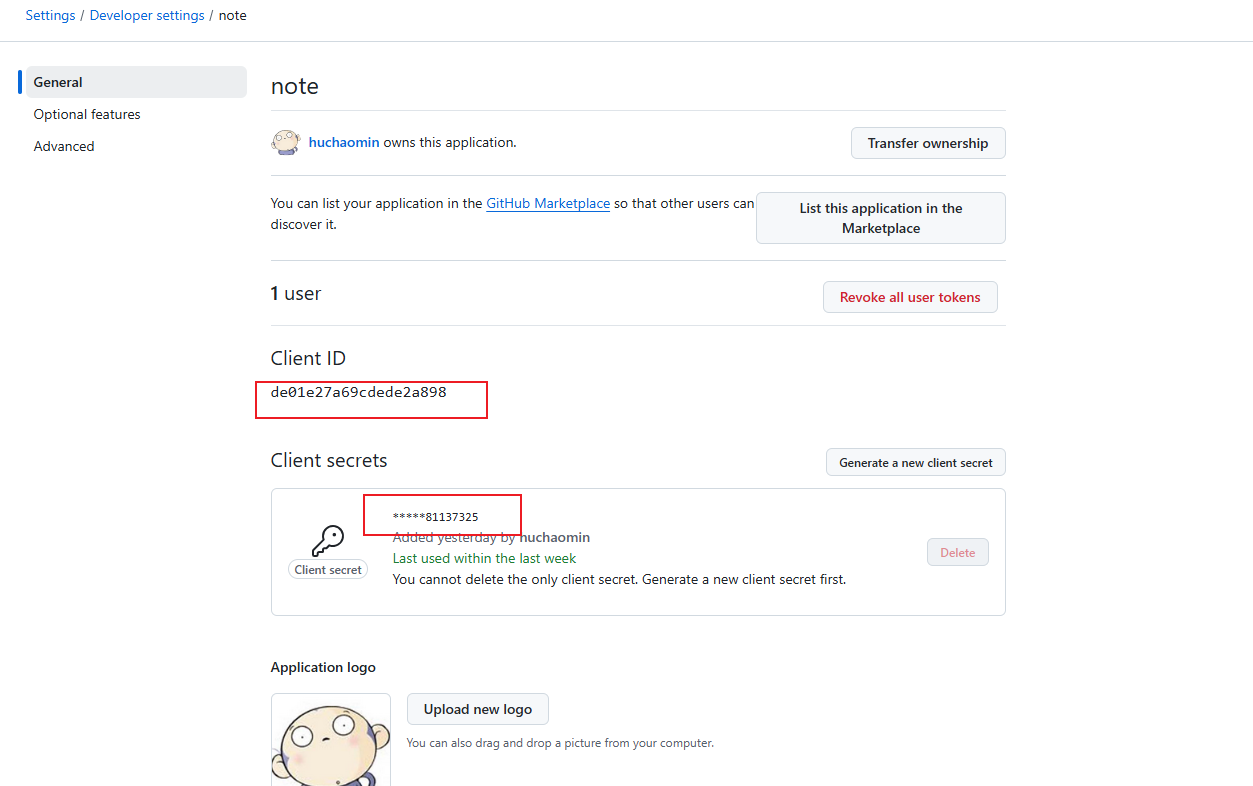 Settings / Developer settings / note
General
Optional features
Advanced
note
huchaomin owns this application.
Transfer ownership
You can list your application in the GitHub Marketplace so that other users can
discover it.
List this application in the
Marketplace
1 user
Revoke all user tokens
Client ID
de01e27a69cdede2a898
Client secrets
Generate a new client secret
*****81137325
Added yesterday by huchaomin
Client secret
Last used within the last week
You cannot delete the only client secret. Generate a new client secret first.
Delete
Application logo
Upload new logo
You can also drag and drop a picture from your computer.